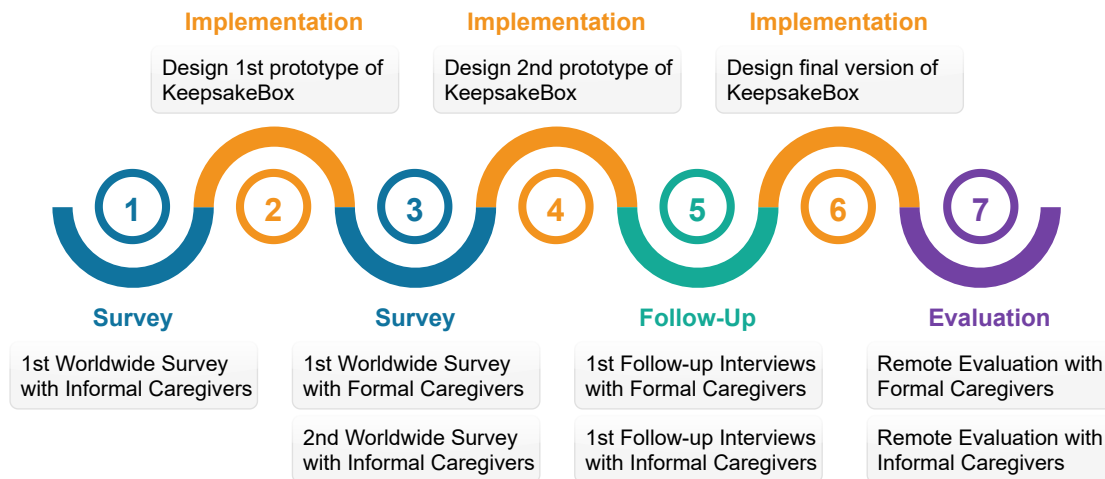 Implementation
Implementation
Implementation
Design 1st prototype of
KeepsakeBox
Design 2nd prototype of
KeepsakeBox
Design final version of
KeepsakeBox
1
2
3
4
5
6
7
Survey
Survey
Follow-Up
Evaluation
1st Worldwide Survey
with Informal Caregivers
1st Worldwide Survey
with Formal Caregivers
1st Follow-up Interviews
with Formal Caregivers
Remote Evaluation with
Formal Caregivers
2nd Worldwide Survey
with Informal Caregivers
1st Follow-up Interviews
with Informal Caregivers
Remote Evaluation with
Informal Caregivers